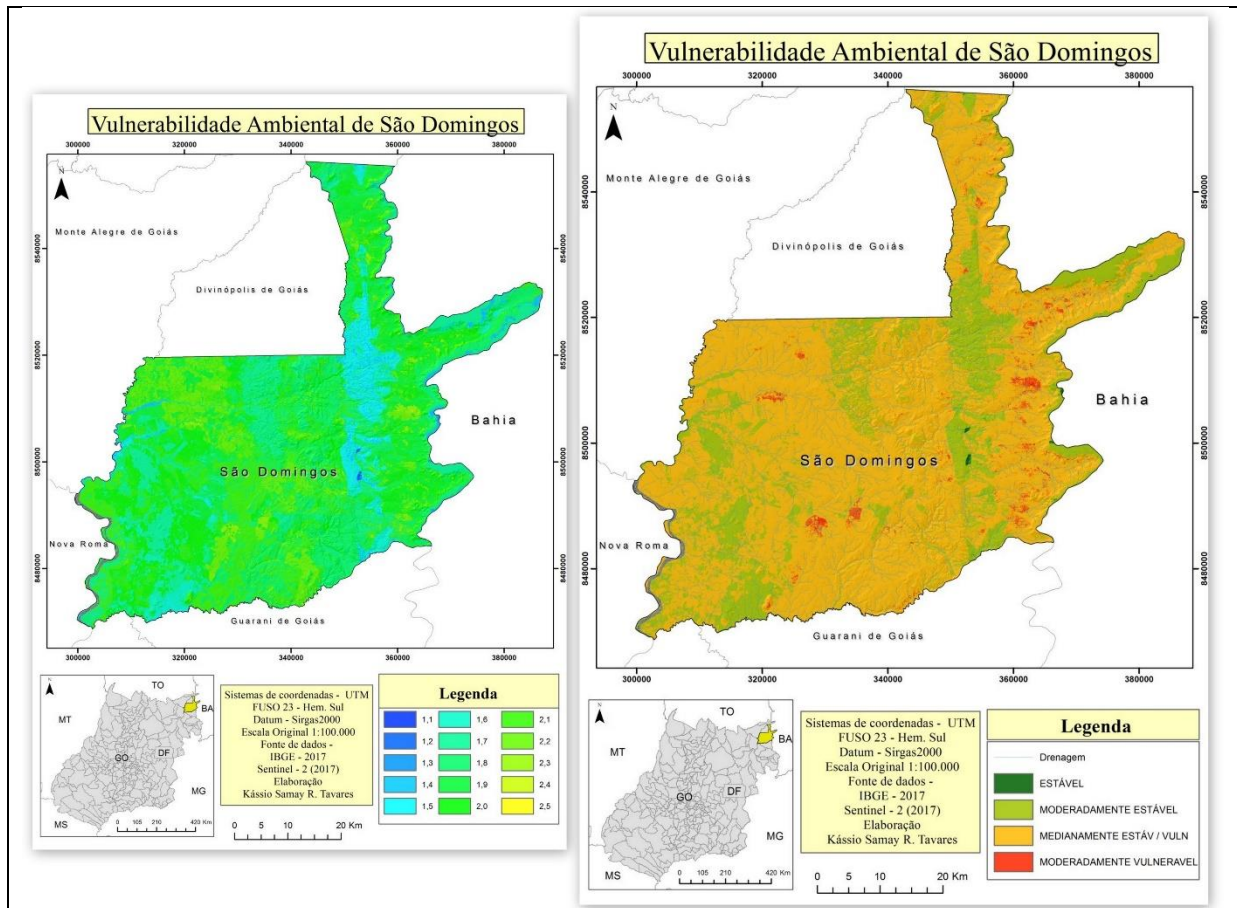 Vulnerabilidade Ambiental de São Domingos
300000 320000 340000 360000 380000
N
Monte Alegre de Goiás
Divinópolis de Goiás
Bahia
São Domingos
Nova Roma
Guarani de Goiás
8540000
8520000
8500000
8480000
8540000
8520000
8500000
8480000
300000 320000 340000 360000 380000
N
TO
BA
MT
GO
DF
MG
MS
0 105 210 420 Km
Sistemas de coordenadas - UTM
FUSO 23 - Hem. Sul
Datum - Sirgas2000
Escala Original 1:100.000
Fonte de dados -
IBGE - 2017
Sentinel - 2 (2017)
Elaboração
Kássio Samay R. Tavares
0 5 10 20 Km
Legenda
1,1 1,6 2,1
1,2 1,7 2,2
1,3 1,8 2,3
1,4 1,9 2,4
1,5 2,0 2,5
Vulnerabilidade Ambiental de São Domingos
300000 320000 340000 360000 380000
N
Monte Alegre de Goiás
Divinópolis de Goiás
Bahia
São Domingos
Nova Roma
Guarani de Goiás
8540000
8520000
8500000
8480000
8540000
8520000
8500000
8480000
300000 320000 340000 360000 380000
N
TO
BA
MT
GO
DF
MG
MS
0 105 210 420 Km
Sistemas de coordenadas - UTM
FUSO 23 - Hem. Sul
Datum - Sirgas2000
Escala Original 1:100.000
Fonte de dados -
IBGE - 2017
Sentinel - 2 (2017)
Elaboração
Kássio Samay R. Tavares
0 5 10 20 Km
Legenda
Drenagem
ESTÁVEL
MODERADAMENTE ESTÁVEL
MEDIANAMENTE ESTÁV / VULN
MODERADAMENTE VULNERAVEL